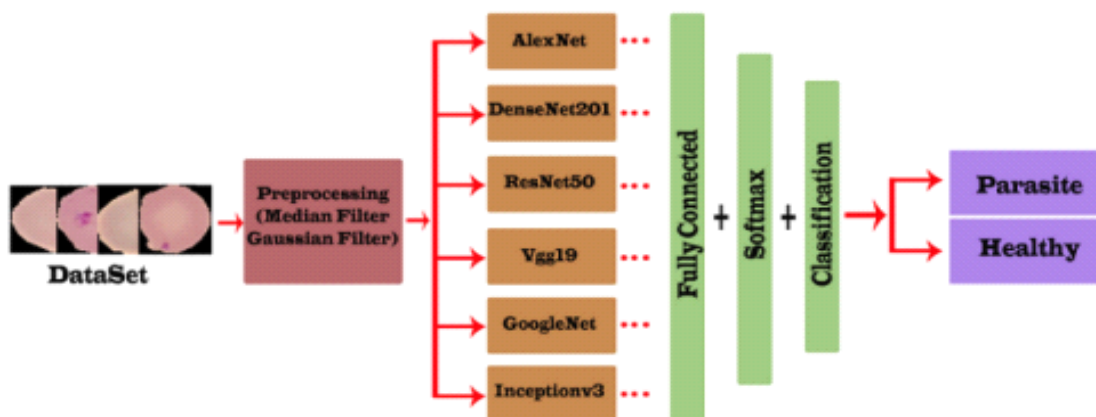 DataSet
Preprocessing
(Median Filter
Gaussian Filter)
AlexNet
DenseNet201
ResNet50
Vgg19
GoogleNet
Inceptionv3
Fully Connected
+
Softmax
+
Classification
Parasite
Healthy